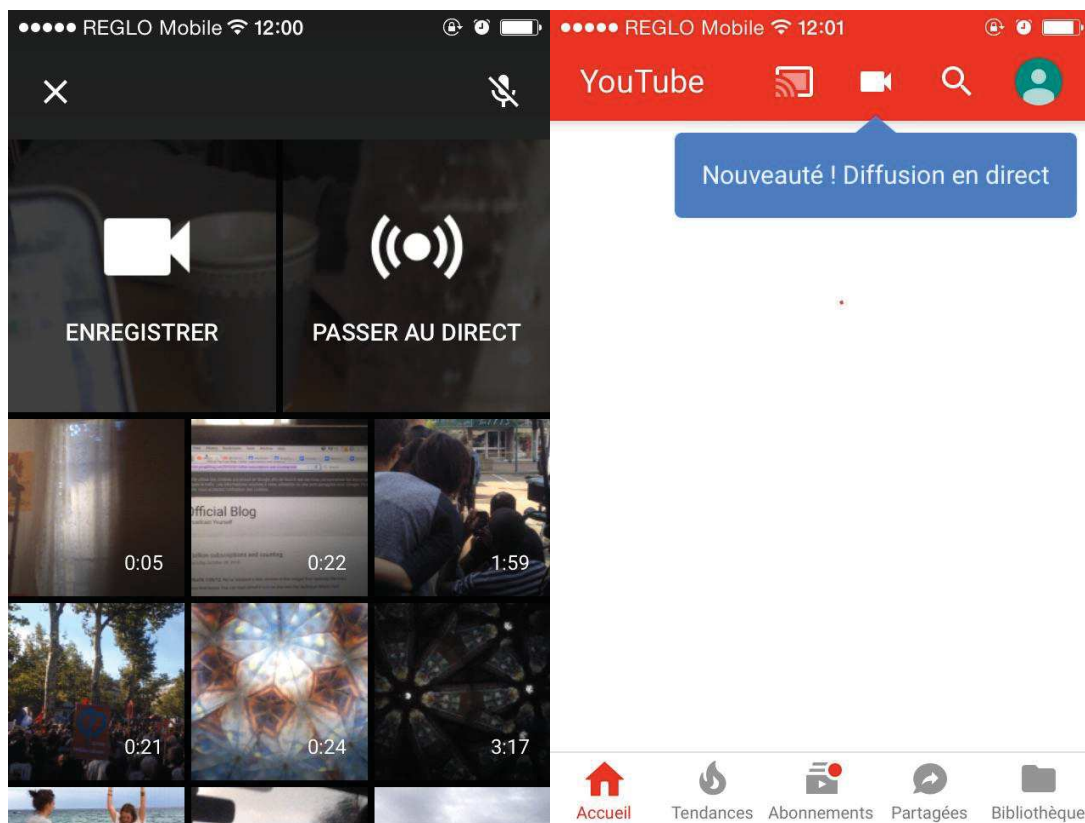 REGLO Mobile 12:00
ENREGISTRER
PASSER AU DIRECT
0:05
Official Blog
0:22
1:59
0:21
0:24
3:17
REGLO Mobile 12:01
YouTube
Nouveauté ! Diffusion en direct
Accueil
Tendances
Abonnements
Partagées
Bibliothèque